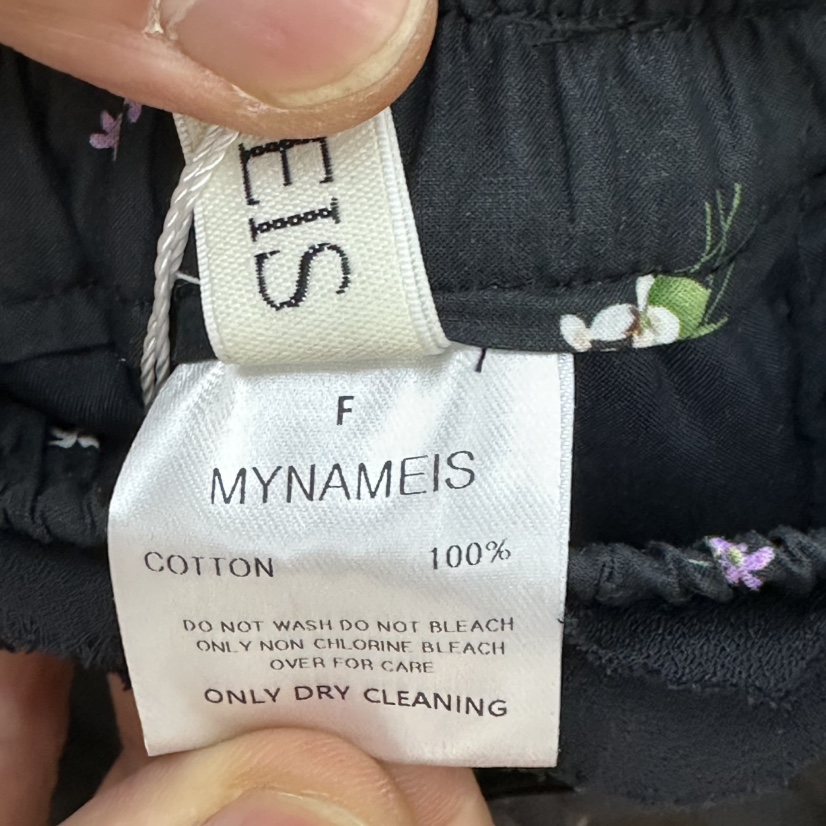 EIS
F
MYNAMEIS
COTTON 100%
DO NOT WASH DO NOT BLEACH
ONLY NON CHLORINE BLEACH
OVER FOR CARE
ONLY DRY CLEANING